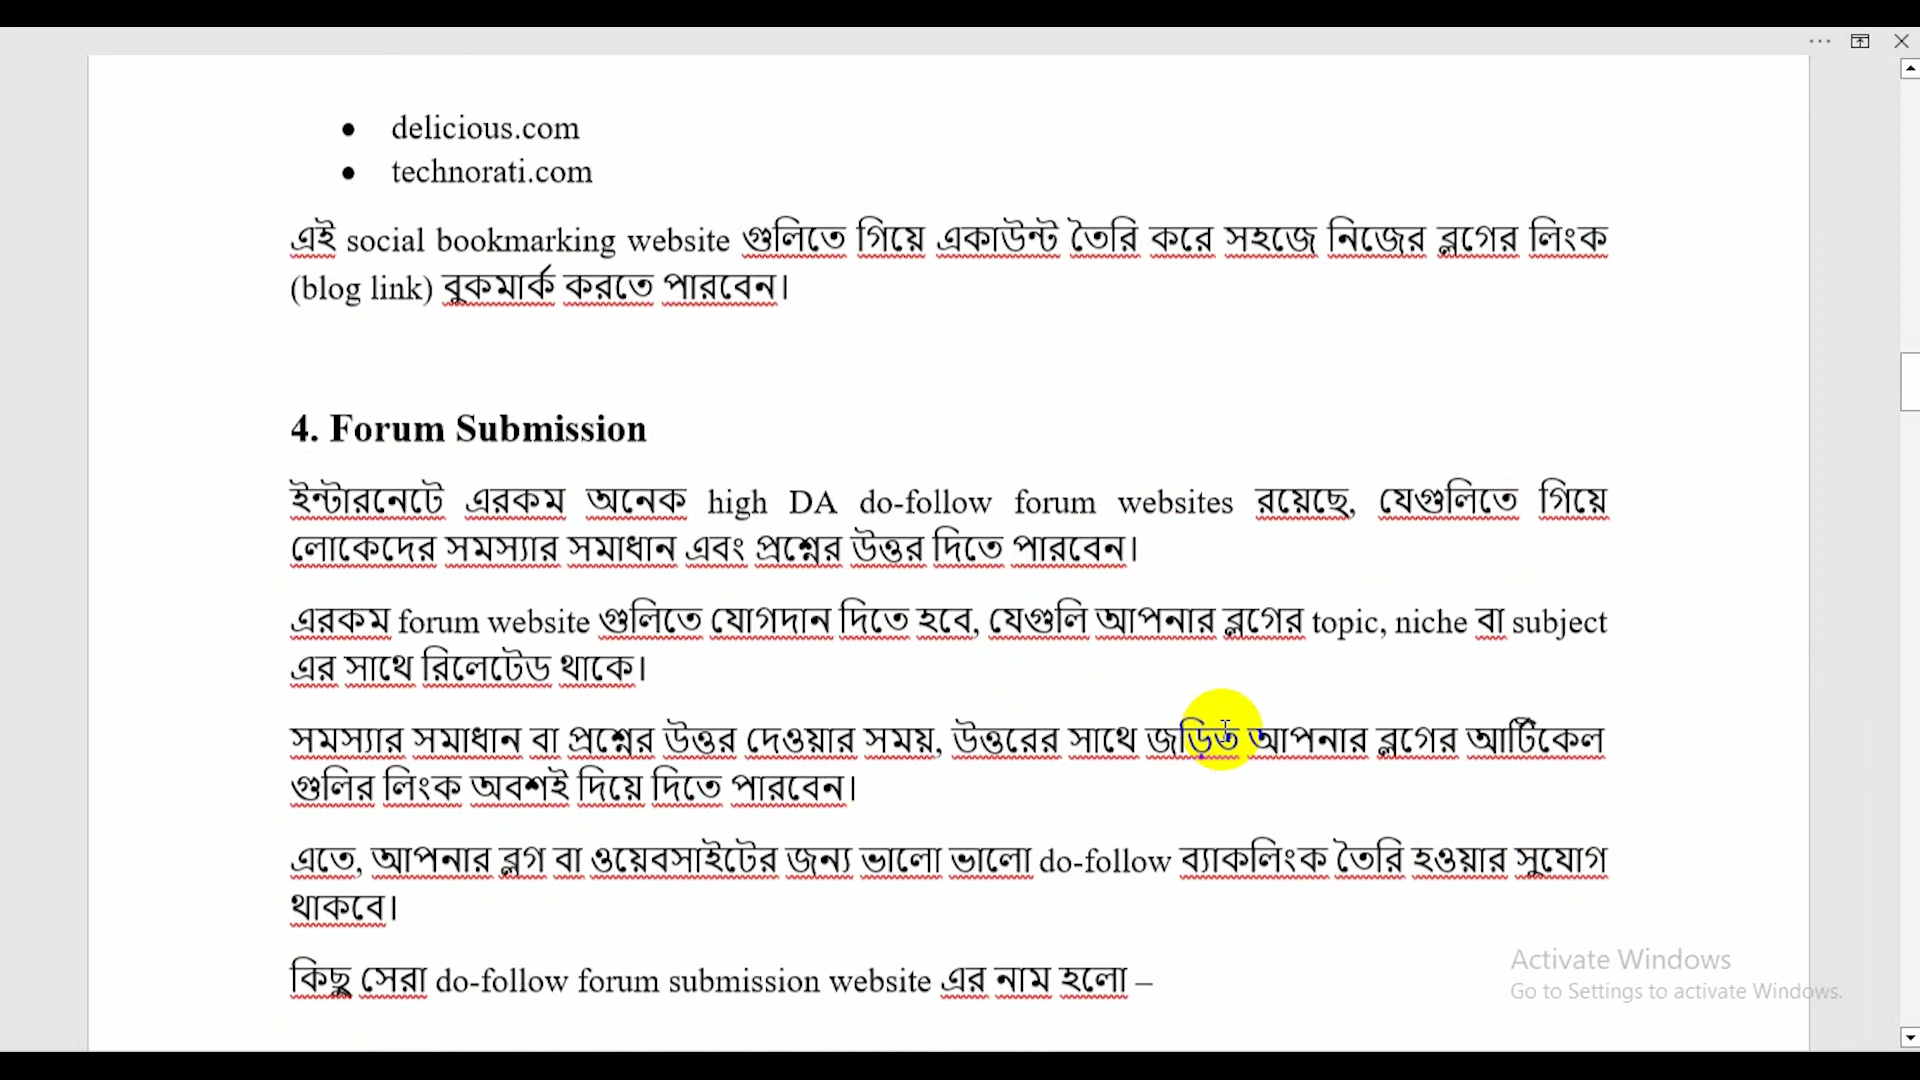 • delicious.com
• technorati.com
এই social bookmarking website গুলিতে গিয়ে একাউন্ট তৈরি করে সহজে নিজের ব্লগের লিংক
(blog link) বুকমার্ক করতে পারবেন।
4. Forum Submission
ইন্টারনেটে এরকম অনেক high DA do-follow forum websites রয়েছে, যেগুলিতে গিয়ে
লোকেদের সমস্যার সমাধান এবং প্রশ্নের উত্তর দিতে পারবেন।
এরকম forum website গুলিতে যোগদান দিতে হবে, যেগুলি আপনার ব্লগের topic, niche বা subject
এর সাথে রিলেটেড থাকে।
সমস্যার সমাধান বা প্রশ্নের উত্তর দেওয়ার সময়, উত্তরের সাথে জড়িত আপনার ব্লগের আর্টিকেল
গুলির লিংক অবশই দিয়ে দিতে পারবেন।
এতে, আপনার ব্লগ বা ওয়েবসাইটের জন্য ভালো ভালো do-follow ব্যাকলিংক তৈরি হওয়ার সুযোগ
থাকবে।
কিছু সেরা do-follow forum submission website এর নাম হলো –
Activate Windows
Go to Settings to activate Windows.